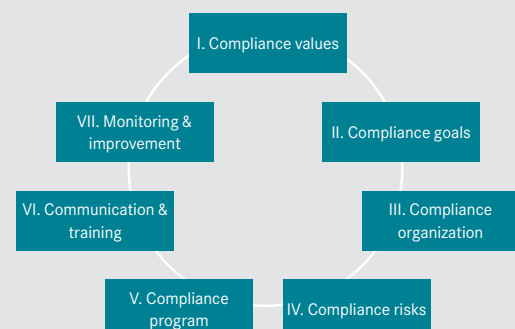 I. Compliance values
II. Compliance goals
III. Compliance
organization
IV. Compliance risks
V. Compliance
program
VI. Communication &
training
VII. Monitoring &
improvement